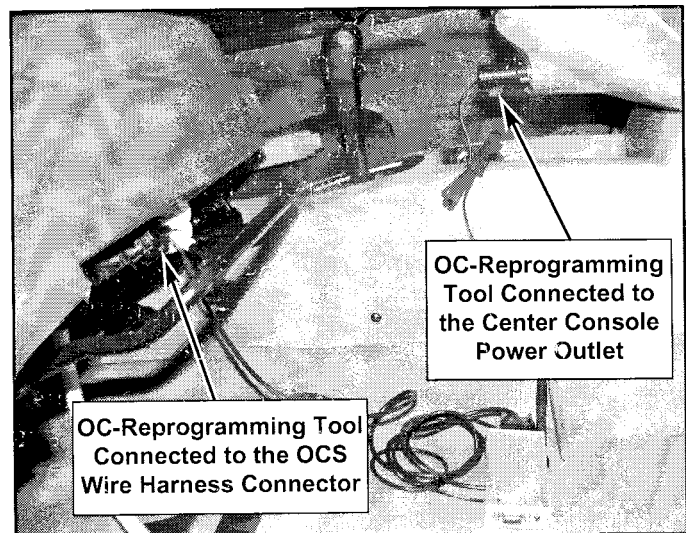 OC-Reprogramming
Tool Connected to
the Center Console
Power Outlet
OC-Reprogramming Tool
Connected to the OCS
Wire Harness Connector